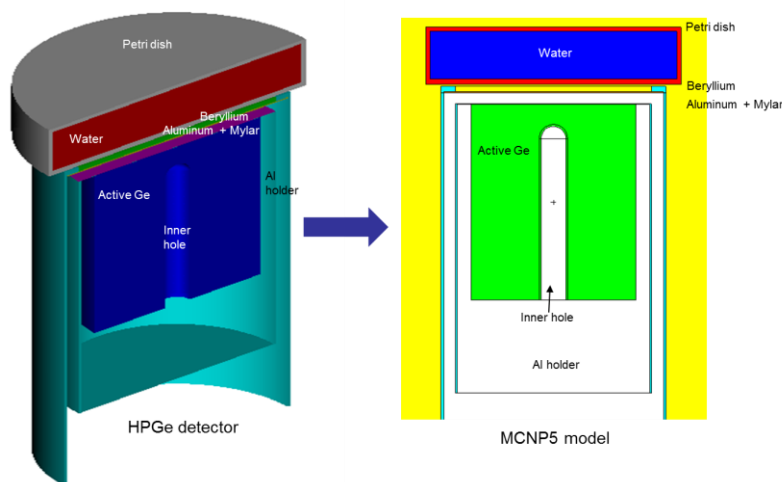 Petri dish
Water
Beryllium
Aluminum + Mylar
Active Ge
Al
holder
Inner
hole
HPGe detector
Petri dish
Water
Beryllium
Aluminum + Mylar
Active Ge
Inner hole
Al holder
MCNP5 model